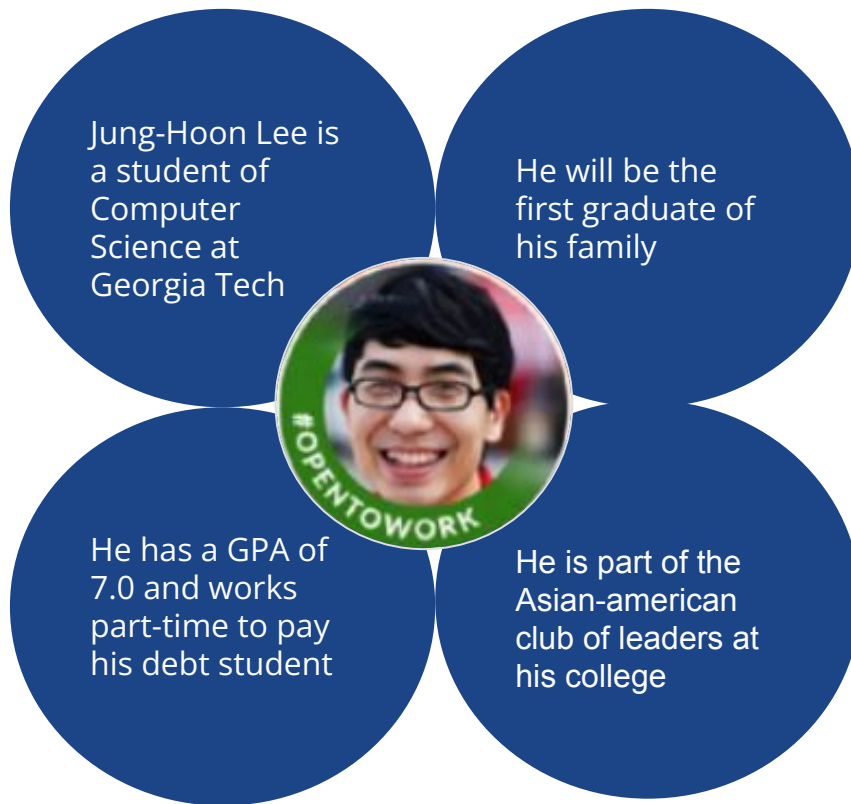 Jung-Hoon Lee is
a student of
Computer
Science at
Georgia Tech
He will be the
first graduate of
his family
#OPENTOWORK
He has a GPA of
7.0 and works
part-time to pay
his debt student
He is part of the
Asian-american
club of leaders at
his college